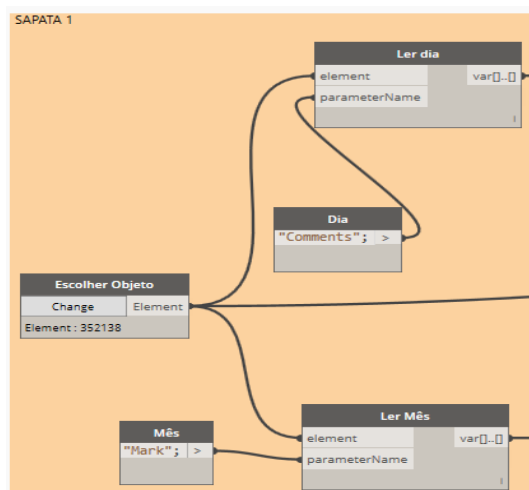 SAPATA 1
Ler dia
element var[]..[]
parameterName
Dia
"Comments"; >
Escolher Objeto
Change Element
Element : 352138
Mês
"Mark"; >
Ler Mês
element var[]..[]
parameterName